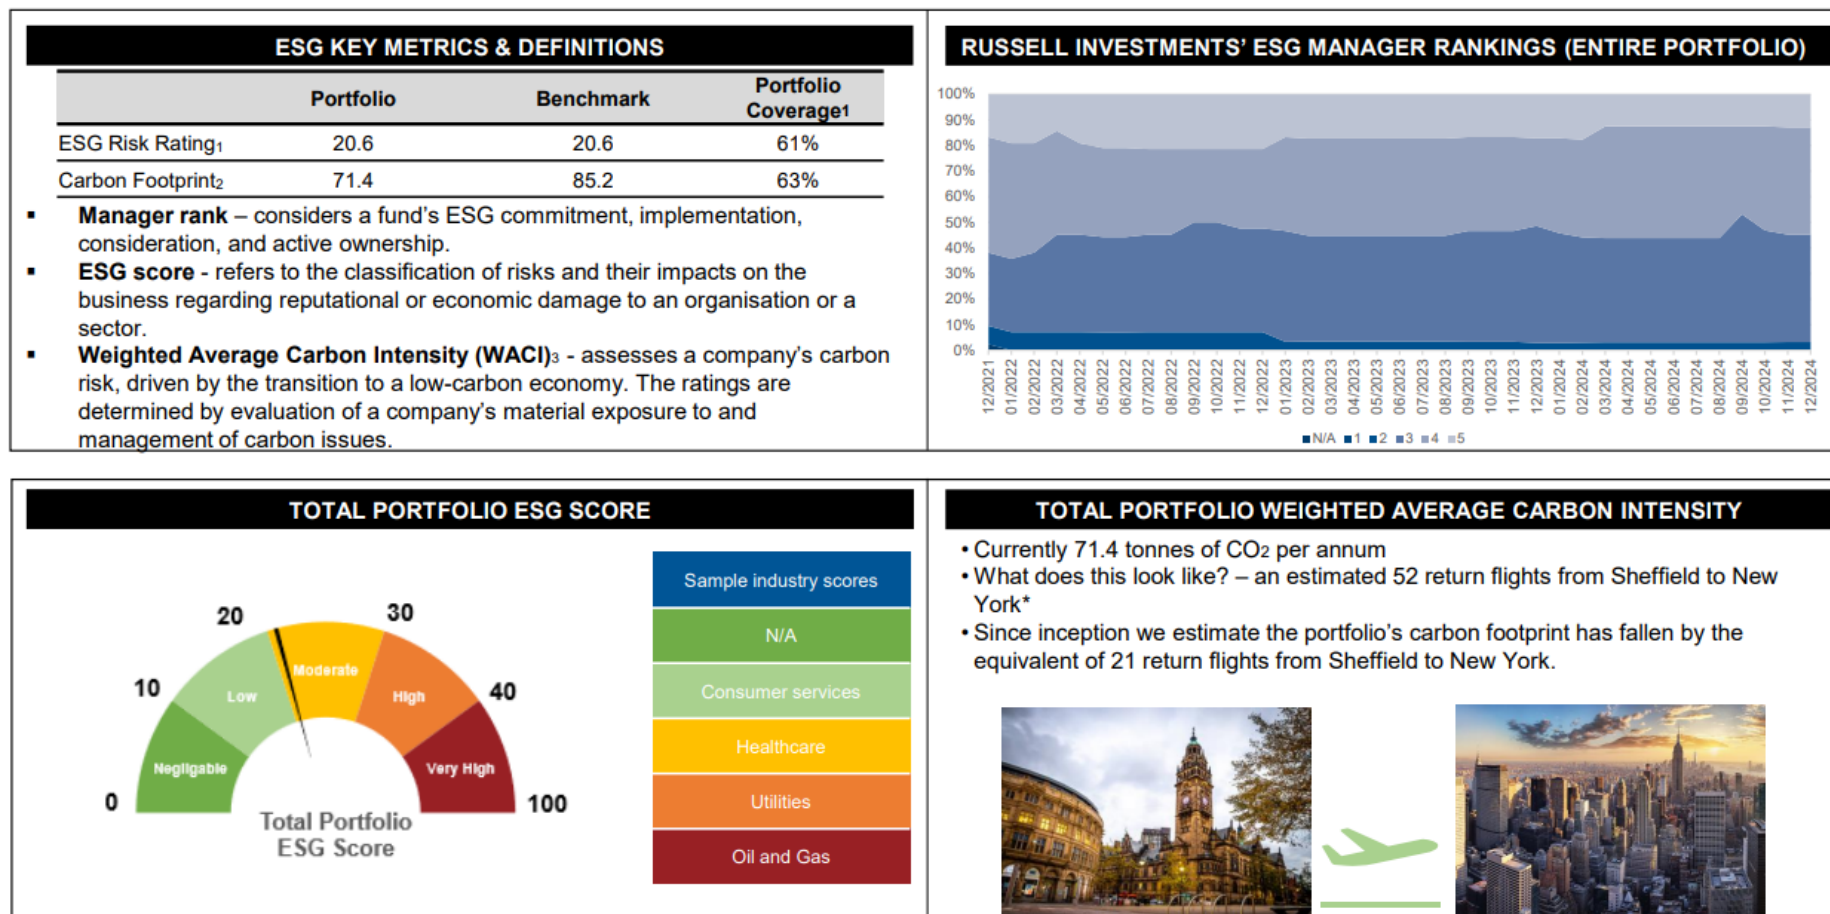 ESG KEY METRICS & DEFINITIONS
Portfolio Benchmark Portfolio Coverage1
ESG Risk Rating1 20.6 20.6 61%
Carbon Footprint2 71.4 85.2 63%
▪ Manager rank – considers a fund's ESG commitment, implementation,
consideration, and active ownership.
▪ ESG score - refers to the classification of risks and their impacts on the
business regarding reputational or economic damage to an organisation or a
sector.
▪ Weighted Average Carbon Intensity (WACI)3 - assesses a company's carbon
risk, driven by the transition to a low-carbon economy. The ratings are
determined by evaluation of a company's material exposure to and
management of carbon issues.
RUSSELL INVESTMENTS' ESG MANAGER RANKINGS (ENTIRE PORTFOLIO)
100%
90%
80%
70%
60%
50%
40%
30%
20%
10%
0%
12/2021
01/2022
02/2022
03/2022
04/2022
05/2022
06/2022
07/2022
08/2022
09/2022
10/2022
11/2022
12/2022
01/2023
02/2023
03/2023
04/2023
05/2023
06/2023
07/2023
08/2023
09/2023
10/2023
11/2023
12/2023
01/2024
02/2024
03/2024
04/2024
05/2024
06/2024
07/2024
08/2024
09/2024
10/2024
11/2024
12/2024
N/A 1 2 3 4 5
TOTAL PORTFOLIO ESG SCORE
0
10
20
30
40
100
Negligable
Low
Moderate
High
Very High
Total Portfolio
ESG Score
Sample industry scores
N/A
Consumer services
Healthcare
Utilities
Oil and Gas
TOTAL PORTFOLIO WEIGHTED AVERAGE CARBON INTENSITY
• Currently 71.4 tonnes of CO2 per annum
• What does this look like? – an estimated 52 return flights from Sheffield to New
York*
• Since inception we estimate the portfolio's carbon footprint has fallen by the
equivalent of 21 return flights from Sheffield to New York.